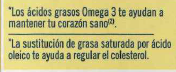 *Los ácidos grasos Omega 3 te ayudan a
mantener tu corazón sano⁽²⁾.
*La sustitución de grasa saturada por ácido
oleico te ayuda a regular el colesterol.